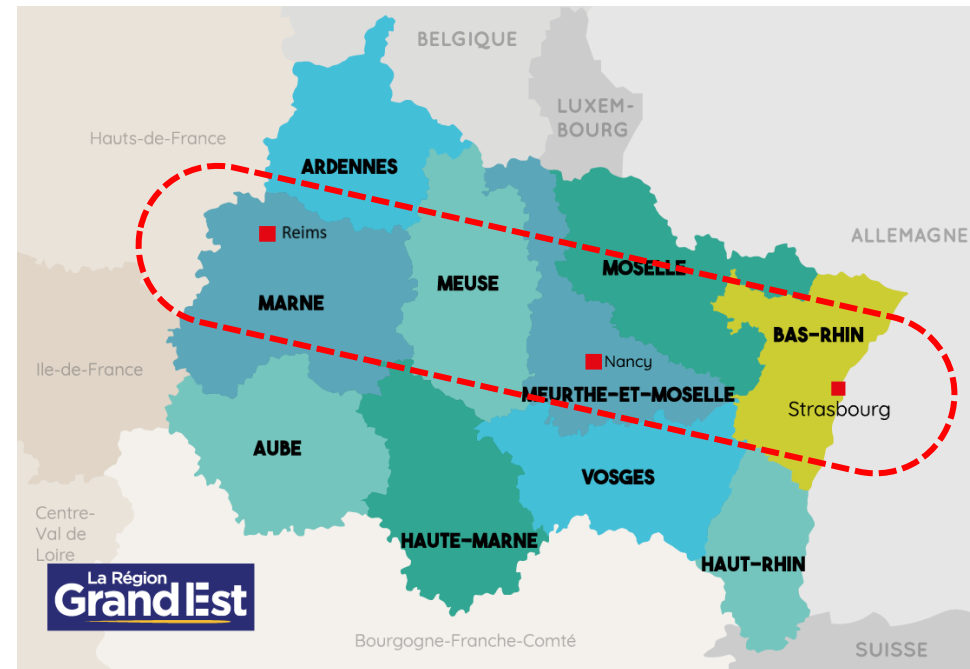 BELGIQUE
LUXEM-
BOURG
Hauts-de-France
ARDENNES
Reims
ALLEMAGNE
MOSELLE
MEUSE
MARNE
BAS-RHIN
Nancy
Ile-de-France
MEURTHE-ET-MOSELLE
Strasbourg
AUBE
VOSGES
Centre-
Val de
Loire
HAUTE-MARNE
HAUT-RHIN
La Région
Grand Est
Bourgogne-Franche-Comté
SUISSE